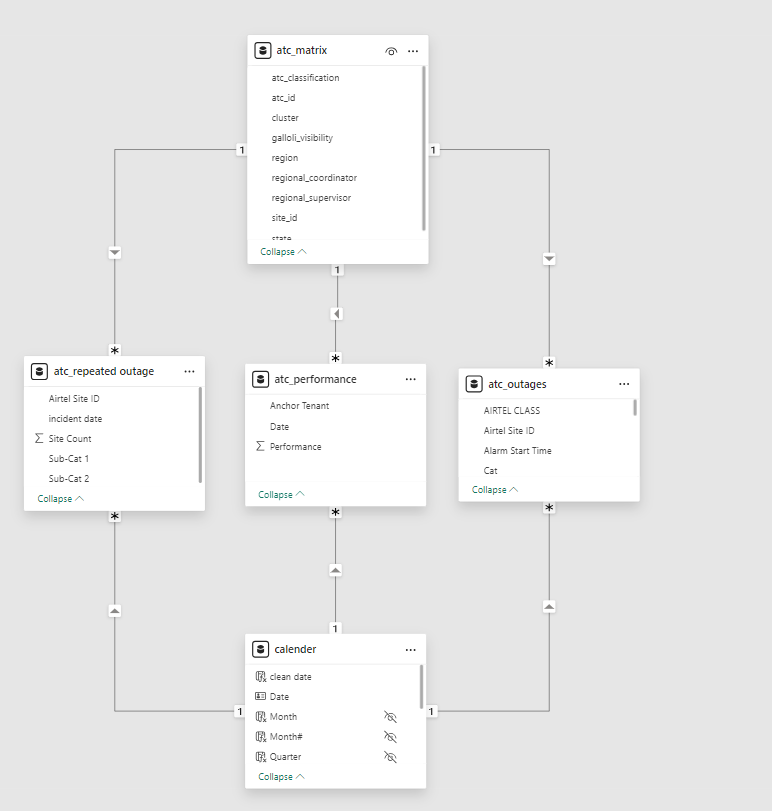 atc_matrix
atc_classification
atc_id
cluster
galloli_visibility
region
regional_coordinator
regional_supervisor
site_id
state
Collapse
1
1
1
*
*
*
atc_repeated outage
Airtel Site ID
incident date
Site Count
Sub-Cat 1
Sub-Cat 2
Collapse
*
atc_performance
Anchor Tenant
Date
Performance
Collapse
*
atc_outages
AIRTEL CLASS
Airtel Site ID
Alarm Start Time
Cat
Collapse
*
1
calender
clean date
Date
Month
Month#
Quarter
Collapse
1
1